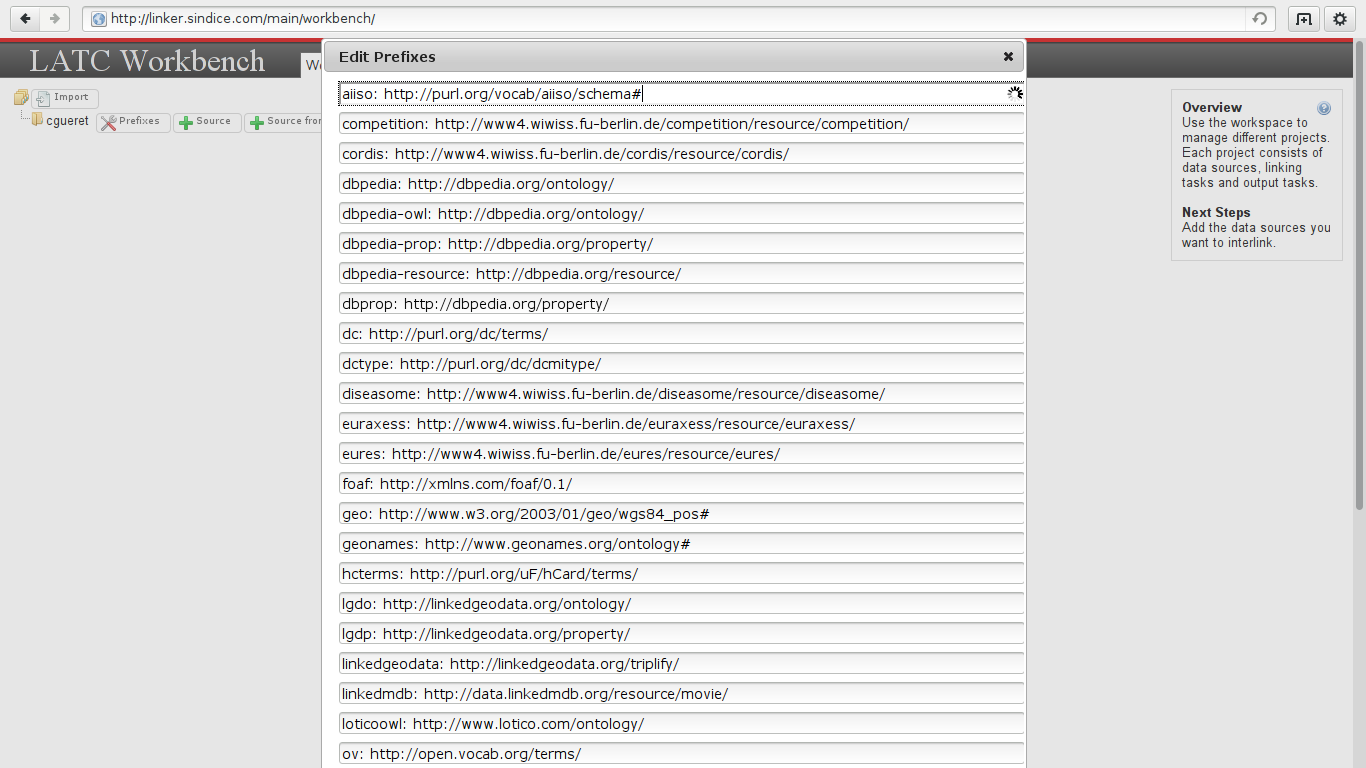 http://linker.sindice.com/main/workbench/
LATC Workbench
Edit Prefixes
Import
cgueret
Prefixes
Source
Source from
aiiso: http://purl.org/vocab/aiiso/schema#
competition: http://www4.wiwiss.fu-berlin.de/competition/resource/competition/
cordis: http://www4.wiwiss.fu-berlin.de/cordis/resource/cordis/
dbpedia: http://dbpedia.org/ontology/
dbpedia-owl: http://dbpedia.org/ontology/
dbpedia-prop: http://dbpedia.org/property/
dbpedia-resource: http://dbpedia.org/resource/
dbprop: http://dbpedia.org/property/
dc: http://purl.org/dc/terms/
dctype: http://purl.org/dc/dcmitype/
diseasome: http://www4.wiwiss.fu-berlin.de/diseasome/resource/diseasome/
euraxess: http://www4.wiwiss.fu-berlin.de/euraxess/resource/euraxess/
eures: http://www4.wiwiss.fu-berlin.de/eures/resource/eures/
foaf: http://xmlns.com/foaf/0.1/
geo: http://www.w3.org/2003/01/geo/wgs84_pos#
geonames: http://www.geonames.org/ontology#
hcterms: http://purl.org/uF/hCard/terms/
lgdo: http://linkedgeodata.org/ontology/
lgdp: http://linkedgeodata.org/property/
linkedgeodata: http://linkedgeodata.org/triplify/
linkedmdb: http://data.linkedmdb.org/resource/movie/
loticoowl: http://www.lotico.com/ontology/
ov: http://open.vocab.org/terms/
Overview
Use the workspace to
manage different projects.
Each project consists of
data sources, linking
tasks and output tasks.
Next Steps
Add the data sources you
want to interlink.